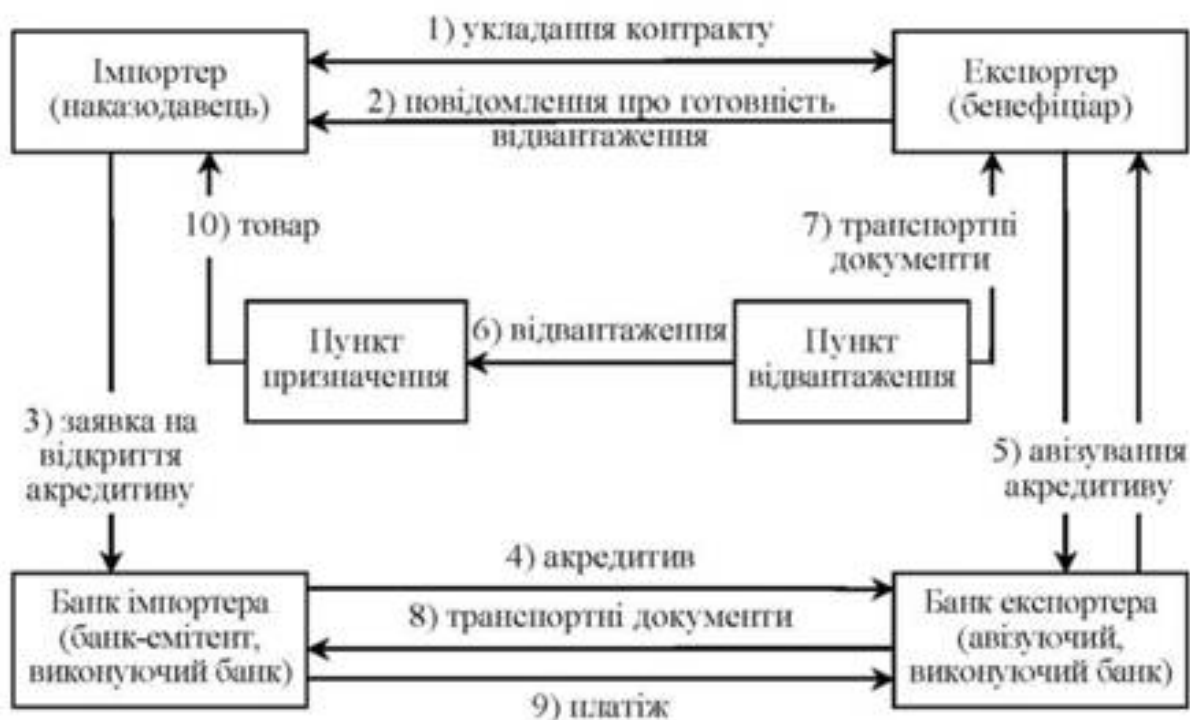 1) укладання контракту
Імпортер
(наказодавець)
Експортер
(бенефіціар)
2) повідомлення про готовність
відвантаження
10) товар
7) транспортні
документи
6) відвантаження
Пункт
призначення
Пункт
відвантаження
3) заявка на
відкриття
акредитиву
5) авізування
акредитиву
4) акредитив
Банк імпортера
(банк-емітент,
виконуючий банк)
8) транспортні документи
Банк експортера
(авізуючий,
виконуючий банк)
9) платіж